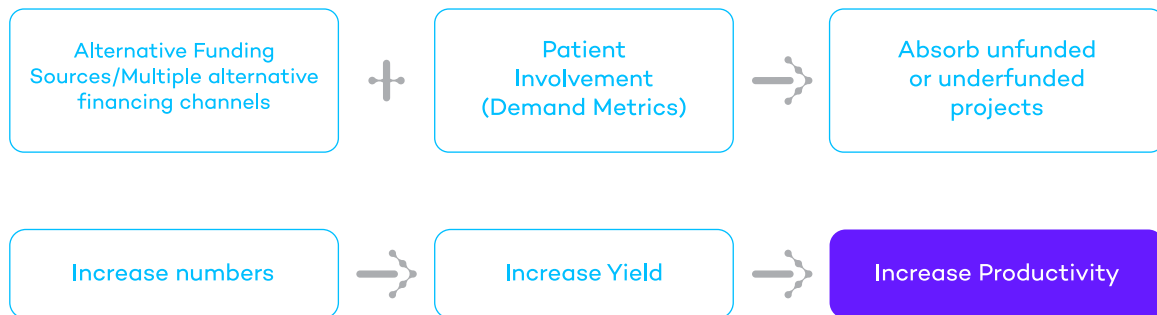 Alternative Funding
Sources/Multiple alternative
financing channels
Patient
Involvement
(Demand Metrics)
Absorb unfunded
or underfunded
projects
Increase numbers
Increase Yield
Increase Productivity